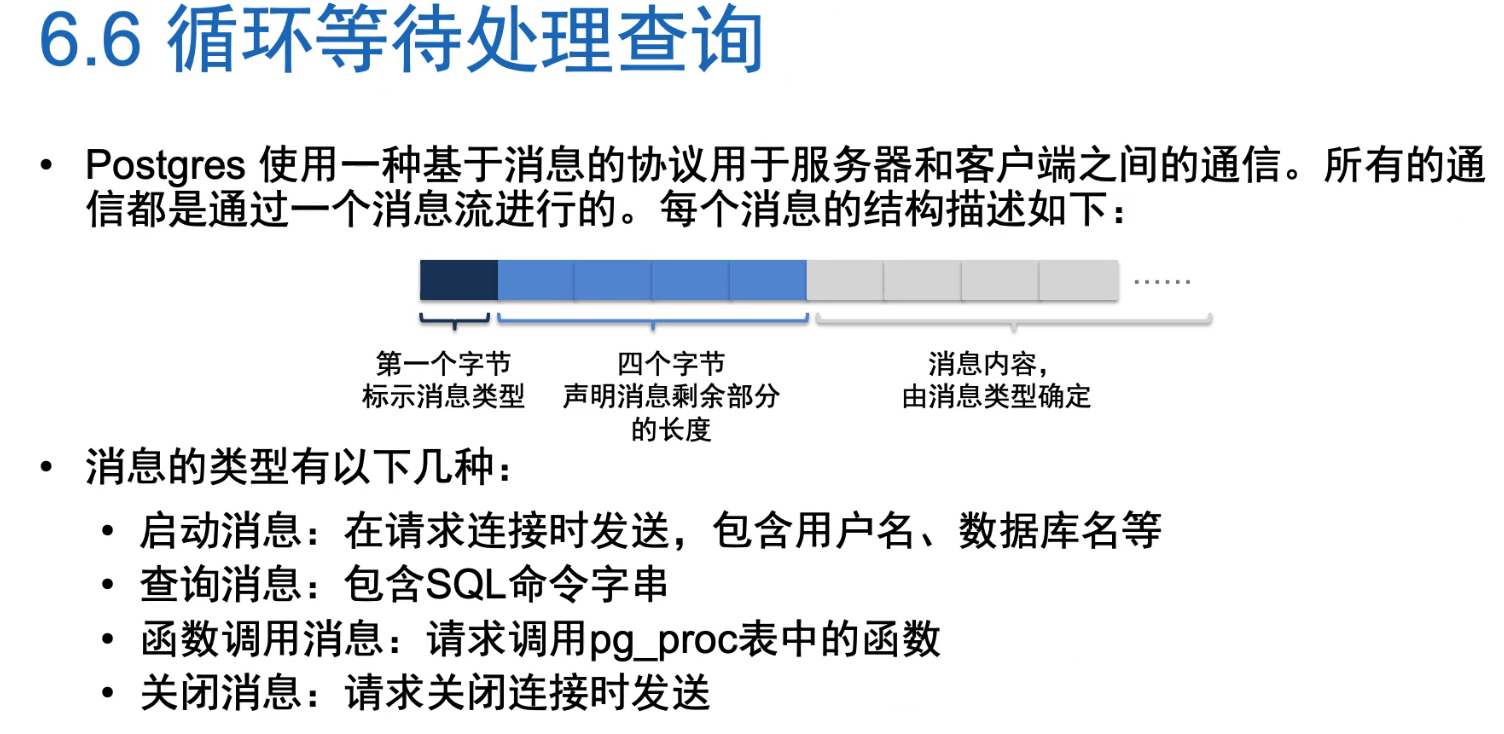 6.6 循环等待处理查询
• Postgres 使用一种基于消息的协议用于服务器和客户端之间的通信。所有的通
信都是通过一个消息流进行的。每个消息的结构描述如下：
......
第一个字节
标示消息类型
四个字节
声明消息剩余部分
的长度
消息内容，
由消息类型确定
• 消息的类型有以下几种：
• 启动消息：在请求连接时发送，包含用户名、数据库名等
• 查询消息：包含SQL命令字串
• 函数调用消息：请求调用pg_proc表中的函数
• 关闭消息：请求关闭连接时发送